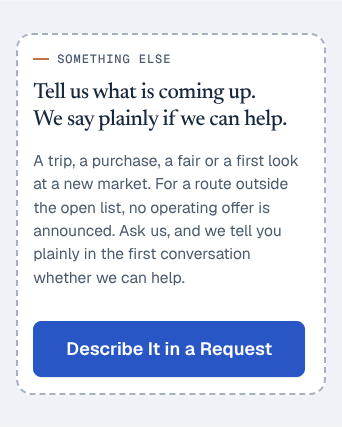 SOMETHING ELSE
Tell us what is coming up.
We say plainly if we can help.
A trip, a purchase, a fair or a first look
at a new market. For a route outside
the open list, no operating offer is
announced. Ask us, and we tell you
plainly in the first conversation
whether we can help.
Describe It in a Request